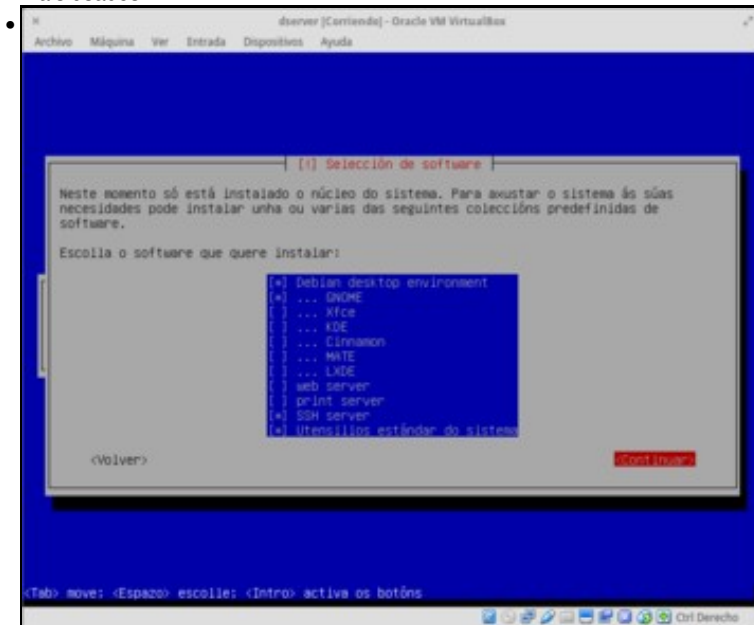 dserver [Corriendo] - Oracle VM VirtualBox
Archivo Máquina Ver Entrada Dispositivos Ayuda
[!] Selección de software
Neste momento só está instalado o núcleo do sistema. Para axustar o sistema ás súas
necesidades pode instalar unha ou varias das seguintes coleccións predefinidas de
software.
Escolla o software que quere instalar:
[*] Debian desktop environment
[*] ... GNOME
[ ] ... Xfce
[ ] ... KDE
[ ] ... Cinnamon
[ ] ... MATE
[ ] ... LXDE
[ ] web server
[ ] print server
[*] SSH server
[*] Utensilios estándar do sistema
<Volver>
<Continuar>
<Tab> move; <Espazo> escolle; <Intro> activa os botóns
Ctrl Derecho